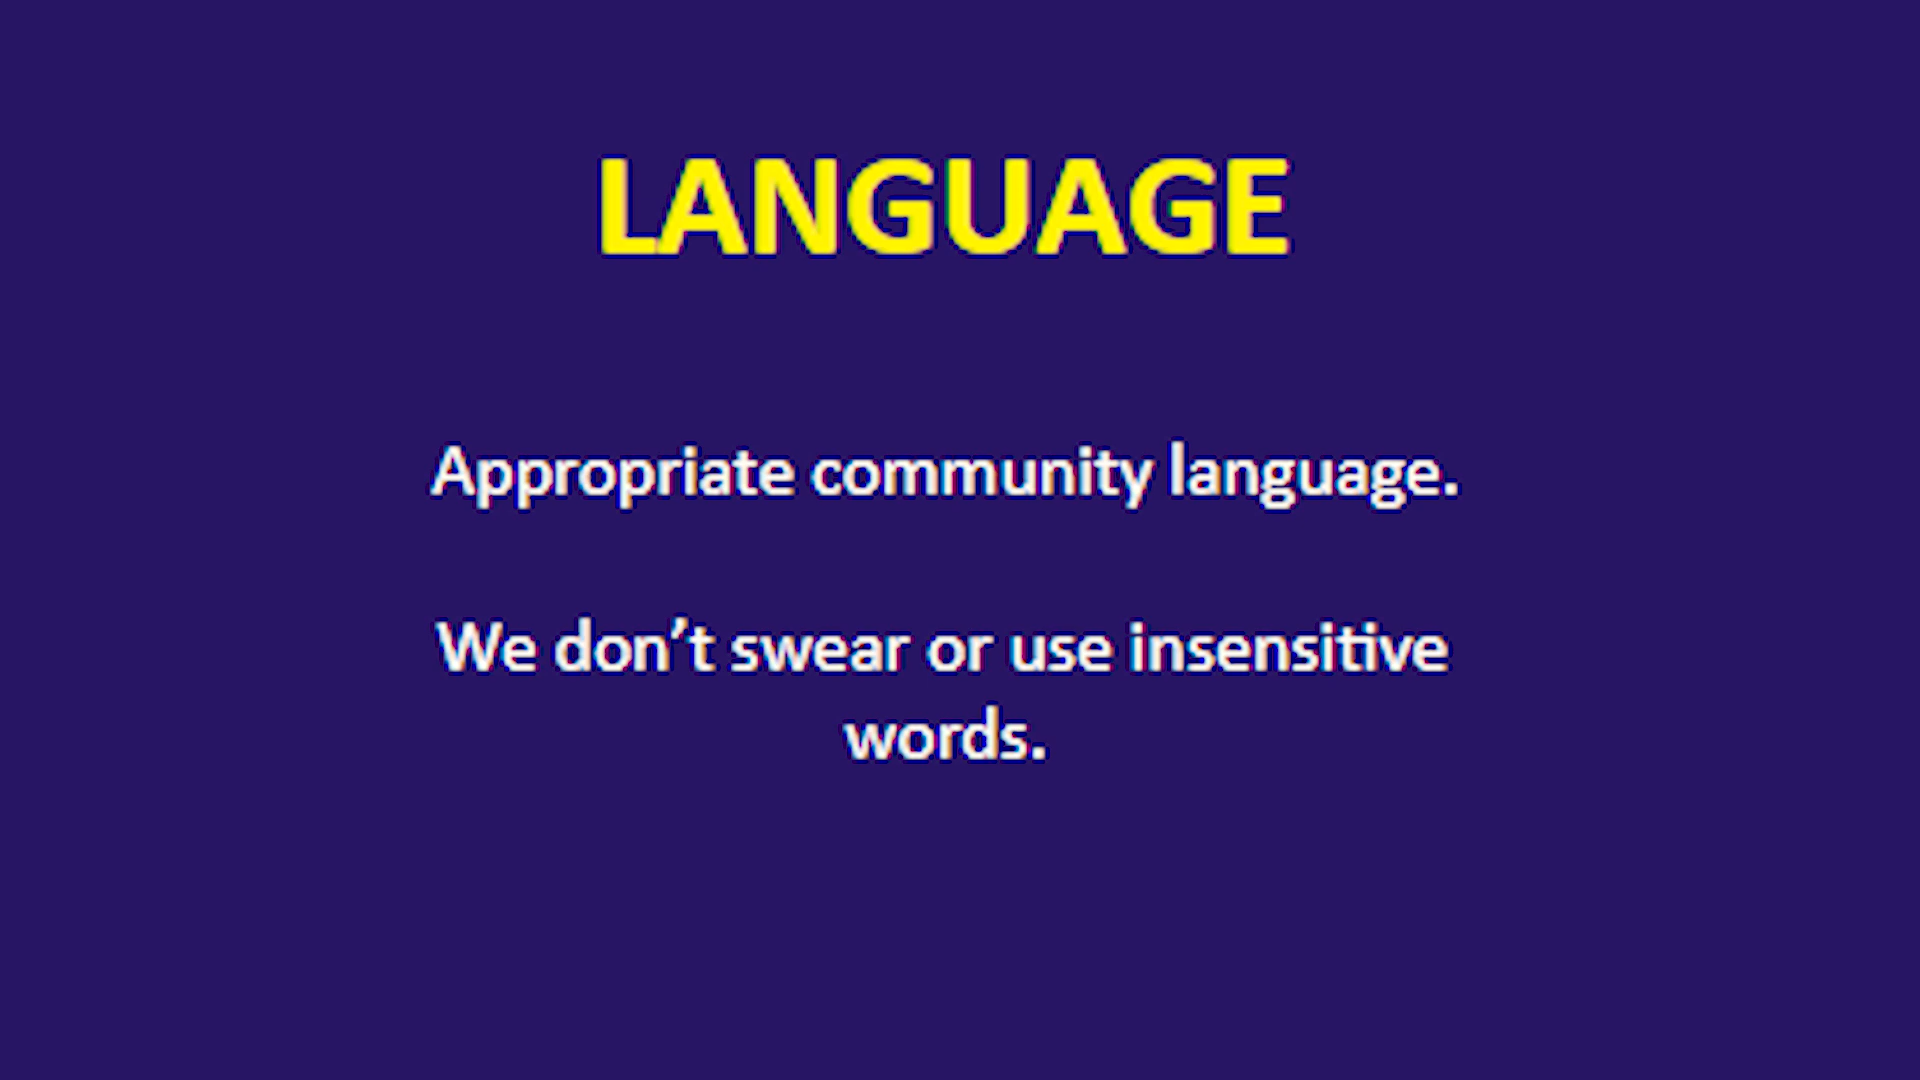 LANGUAGE
Appropriate community language.
We don’t swear or use insensitive
words.